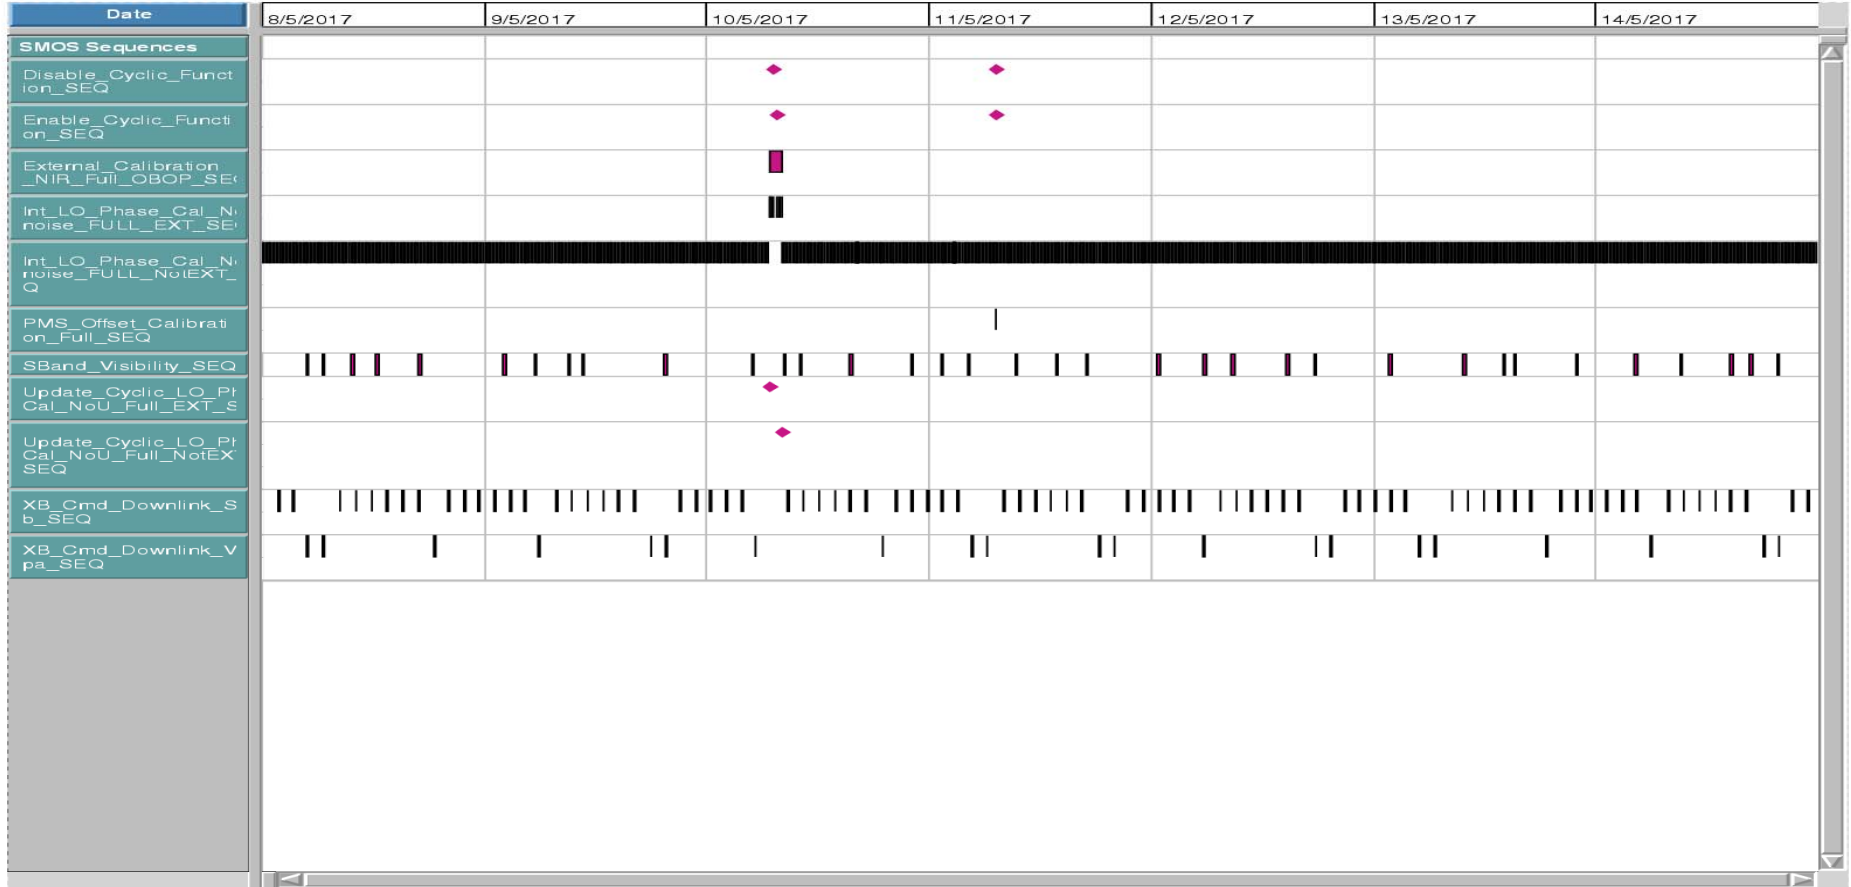 Date
8/5/2017 9/5/2017 10/5/2017 11/5/2017 12/5/2017 13/5/2017 14/5/2017
SMOS Sequences
Disable_Cyclic_Funct
ion_SEQ
Enable_Cyclic_Functi
on_SEQ
External_Calibration
_NIR_Full_OBOP_SE
Int_LO_Phase_Cal_N
noise_FULL_EXT_SE
Int_LO_Phase_Cal_N
noise_FULL_NotEXT_
Q
PMS_Offset_Calibrati
on_Full_SEQ
SBand_Visibility_SEQ
Update_Cyclic_LO_P
Cal_NoU_Full_EXT_S
Update_Cyclic_LO_P
Cal_NoU_Full_NotEX
SEQ
XB_Cmd_Downlink_S
b_SEQ
XB_Cmd_Downlink_V
pa_SEQ